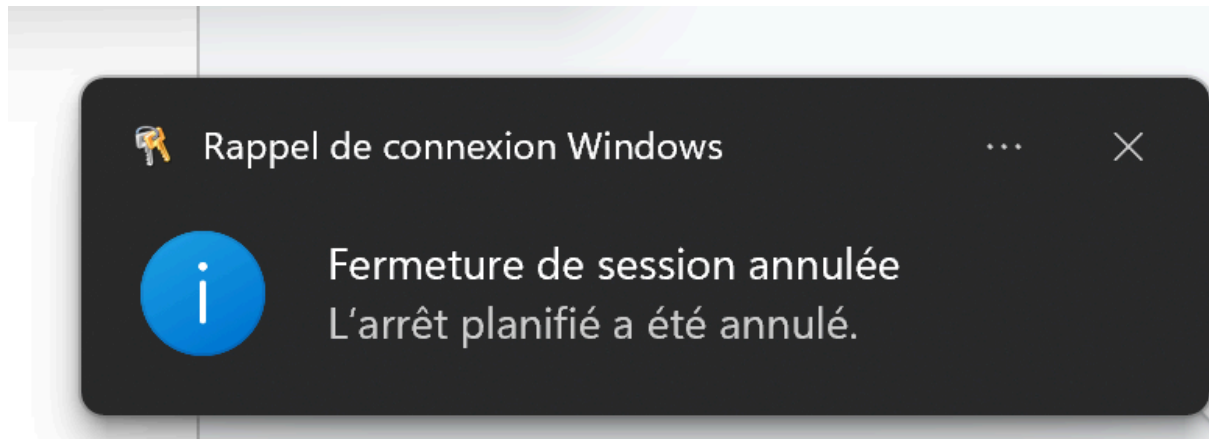 Rappel de connexion Windows
Fermeture de session annulée
L'arrêt planifié a été annulé.